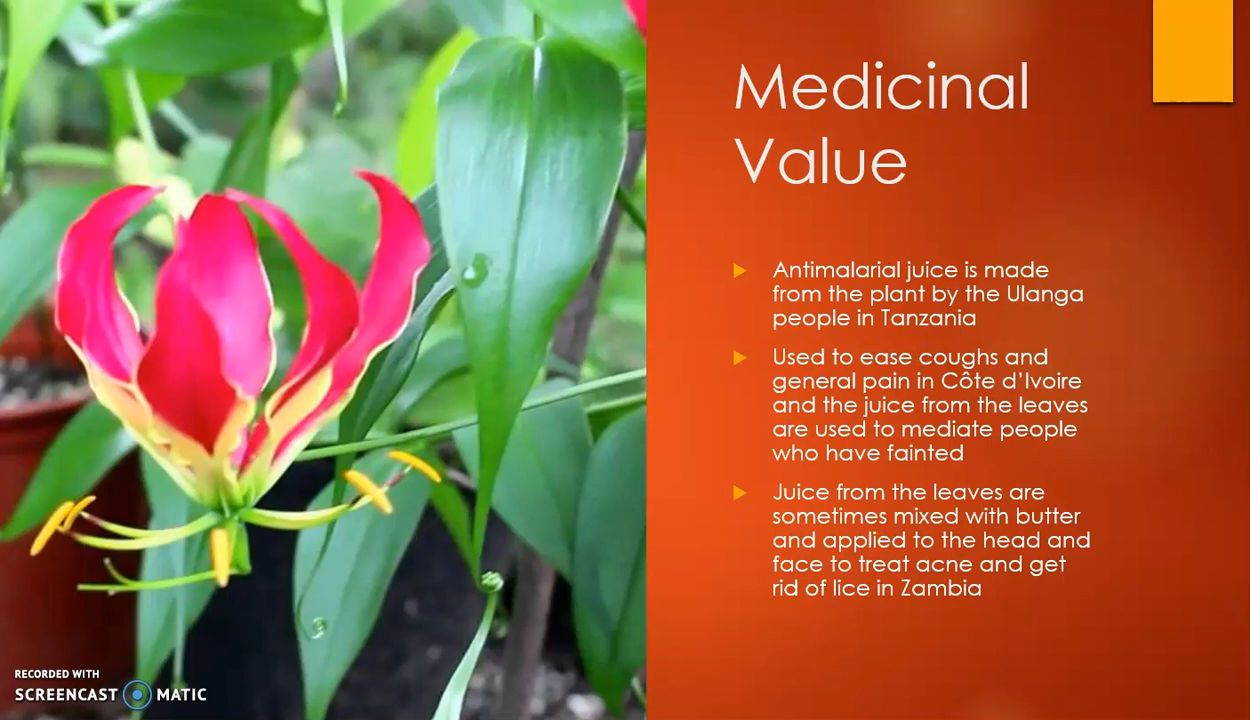 Medicinal
Value
Antimalarial juice is made
from the plant by the Ulanga
people in Tanzania
Used to ease coughs and
general pain in Côte d'Ivoire
and the juice from the leaves
are used to mediate people
who have fainted
Juice from the leaves are
sometimes mixed with butter
and applied to the head and
face to treat acne and get
rid of lice in Zambia
RECORDED WITH
SCREENCAST MATIC